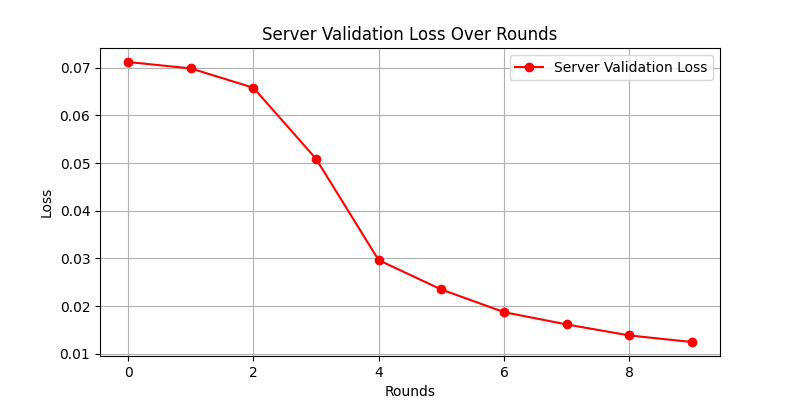 Server Validation Loss Over Rounds
Server Validation Loss
0.07
0.06
0.05
0.04
0.03
0.02
0.01
Loss
0 2 4 6 8
Rounds